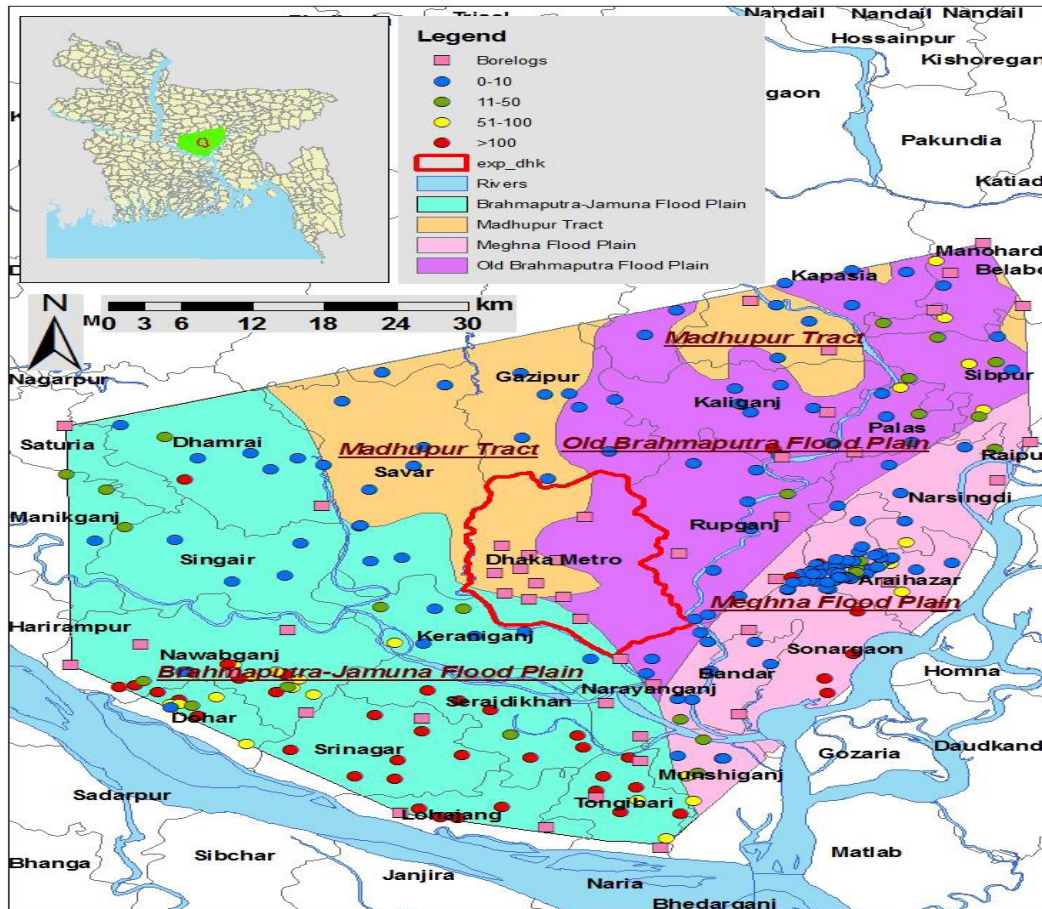 Trisal
Nandail Nandail Nandail
Hossainpur
Kishoregan
gaon
Pakundia
Katiad
Legend
Borelogs
0-10
11-50
51-100
>100
exp_dhk
Rivers
Brahmaputra-Jamuna Flood Plain
Madhupur Tract
Meghna Flood Plain
Old Brahmaputra Flood Plain
N
km
M
0 3 6 12 18 24 30
Manohard
Belabo
Kapasia
Madhupur Tract
Nagarpur
Gazipur
Sibpur
Kaliganj
Saturia
Dhamrai
Palas
Madhupur Tract
Old Brahmaputra Flood Plain
Raipu
Savar
Narsingdi
Manikganj
Rupganj
Singair
Dhaka Metro
Araihazar
Meghna Flood Plain
Harirampur
Keraniganj
Sonargaon
Nawabganj
Brahmaputra-Jamuna Flood Plain
Bandar
Homna
Narayanganj
Serajdikhan
Dohar
Srinagar
Gozaria
Daudkand
Munshiganj
Sadarpur
Tongibari
Lohajang
Matlab
Bhanga
Sibchar
Janjira
Naria
Bhedarganj